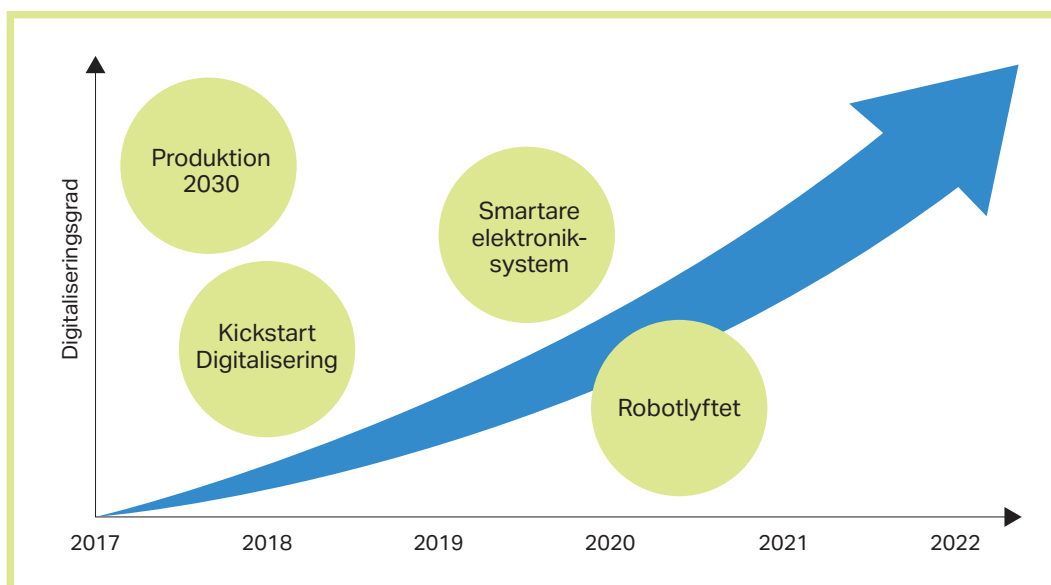 Produktion
2030
Smartare
elektronik-
system
Kickstart
Digitalisering
Robotlyftet
Digitaliseringsgrad
2017
2018
2019
2020
2021
2022